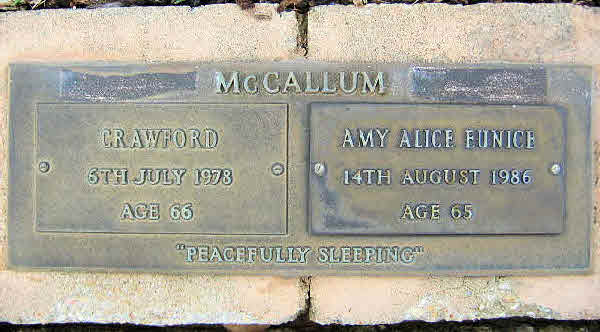 McCALLUM
CRAWFORD
6TH JULY 1978
AGE 66
AMY ALICE EUNICE
14TH AUGUST 1986
AGE 65
"PEACEFULLY SLEEPING"